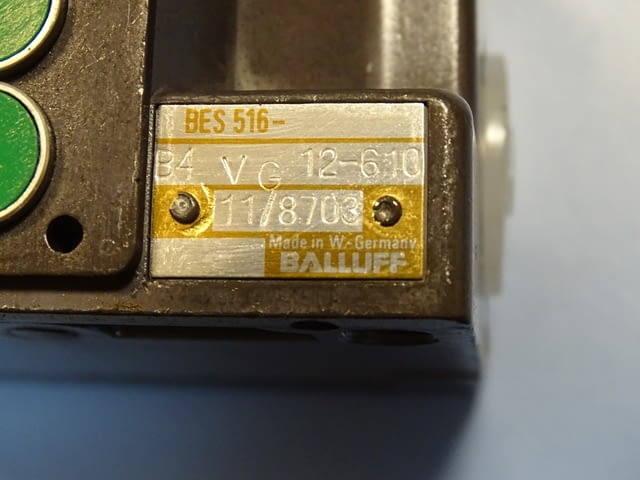 BES 516-
B4 VG 12-610
11/8703
Made in W.-Germany
BALLUFF